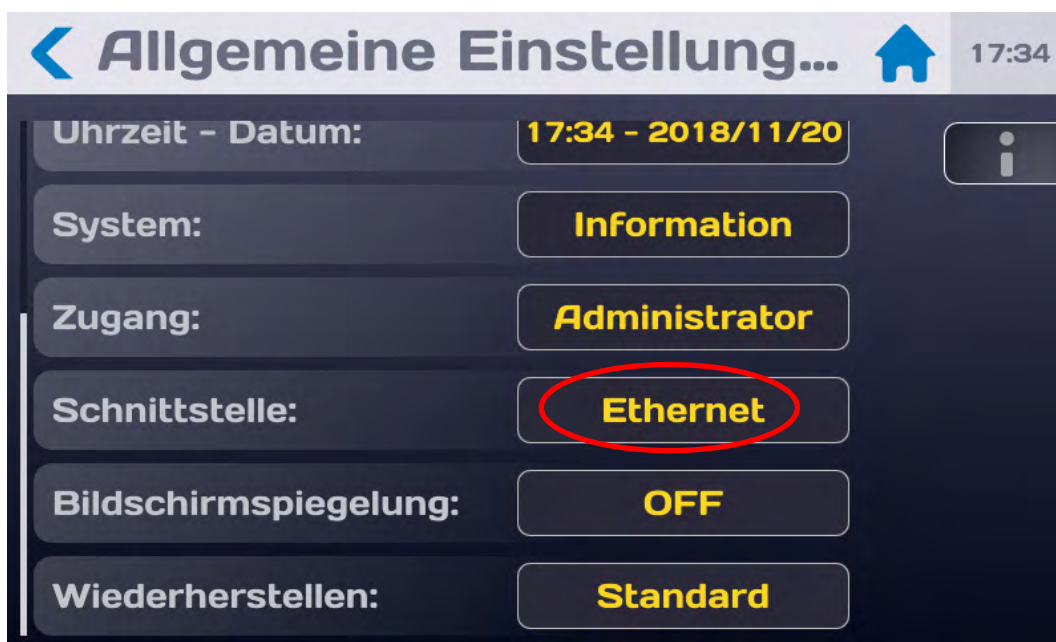 Allgemeine Einstellung... 17:34
Uhrzeit - Datum: 17:34 - 2018/11/20
System: Information
Zugang: Administrator
Schnittstelle: Ethernet
Bildschirmspiegelung: OFF
Wiederherstellen: Standard